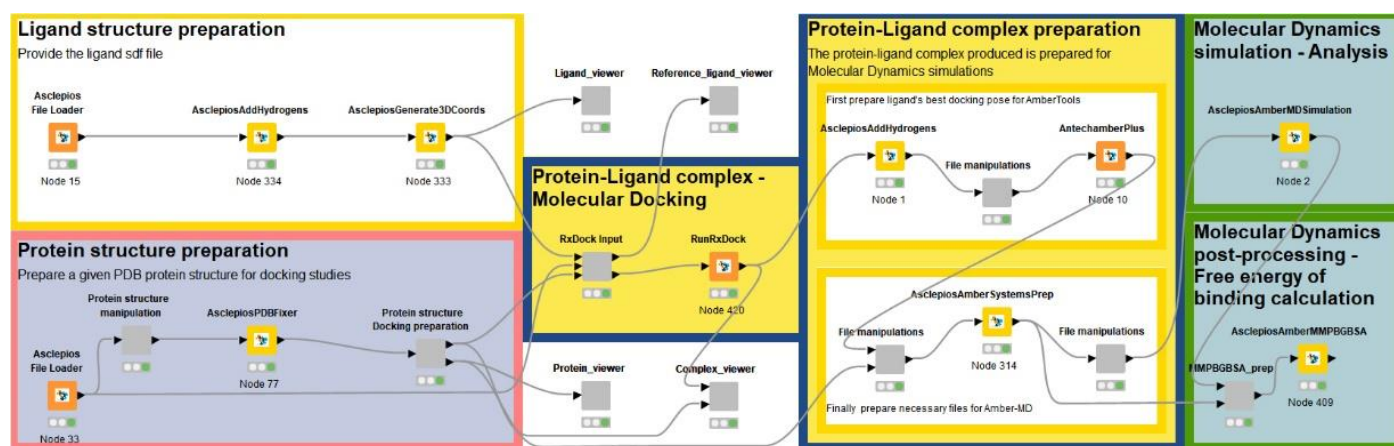 Ligand structure preparation
Provide the ligand sdf file
Asclepios
File Loader
AsclepiosAddHydrogens
AsclepiosGenerate3DCoords
Node 15
Node 334
Node 333
Protein structure preparation
Prepare a given PDB protein structure for docking studies
Protein structure
manipulation
AsclepiosPDBFixer
Protein structure
Docking preparation
Asclepios
File Loader
Node 77
Node 33
Ligand_viewer
Reference_ligand_viewer
Protein-Ligand complex -
Molecular Docking
RxDock Input
RunRxDock
Node 420
Protein_viewer
Complex_viewer
Protein-Ligand complex preparation
The protein-ligand complex produced is prepared for
Molecular Dynamics simulations
First prepare ligand's best docking pose for AmberTools
AsclepiosAddHydrogens
AntechamberPlus
File manipulations
Node 1
Node 10
AsclepiosAmberSystemsPrep
File manipulations
File manipulations
Node 314
Finally prepare necessary files for Amber-MD
Molecular Dynamics
simulation - Analysis
AsclepiosAmberMDSimulation
Node 2
Molecular Dynamics
post-processing -
Free energy of
binding calculation
AsclepiosAmberMMPBGBSA
MMPBGBSA_prep
Node 409